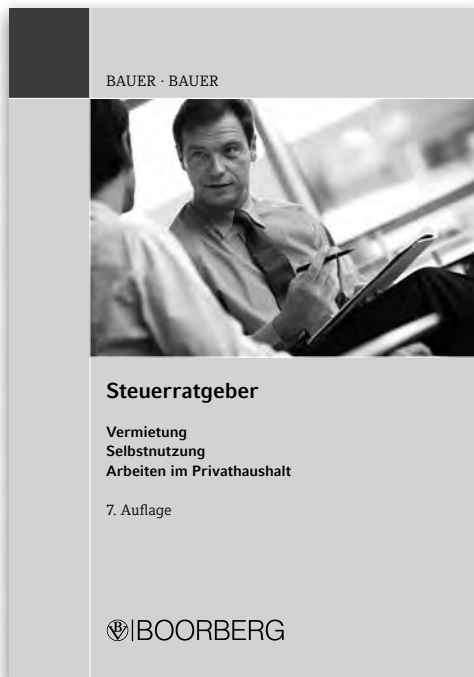 BAUER · BAUER
Steuerratgeber
Vermietung
Selbstnutzung
Arbeiten im Privathaushalt
7. Auflage
BOORBERG